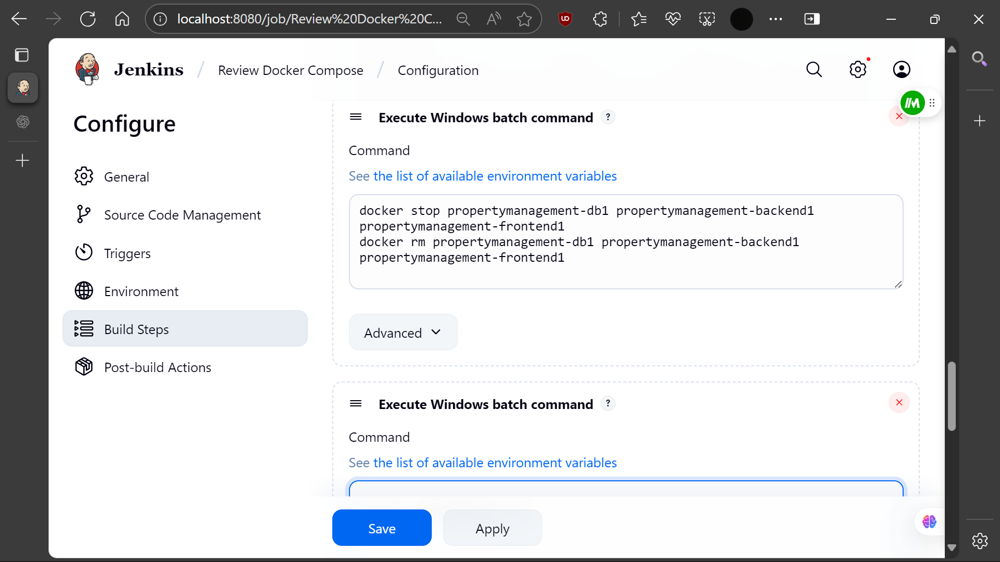 localhost:8080/job/Review%20Docker%20C...
Jenkins / Review Docker Compose / Configuration
Configure
General
Source Code Management
Triggers
Environment
Build Steps
Post-build Actions
Execute Windows batch command ?
Command
See the list of available environment variables
docker stop propertymanagement-db1 propertymanagement-backend1
propertymanagement-frontend1
docker rm propertymanagement-db1 propertymanagement-backend1
propertymanagement-frontend1
Advanced
Execute Windows batch command ?
Command
See the list of available environment variables
Save
Apply